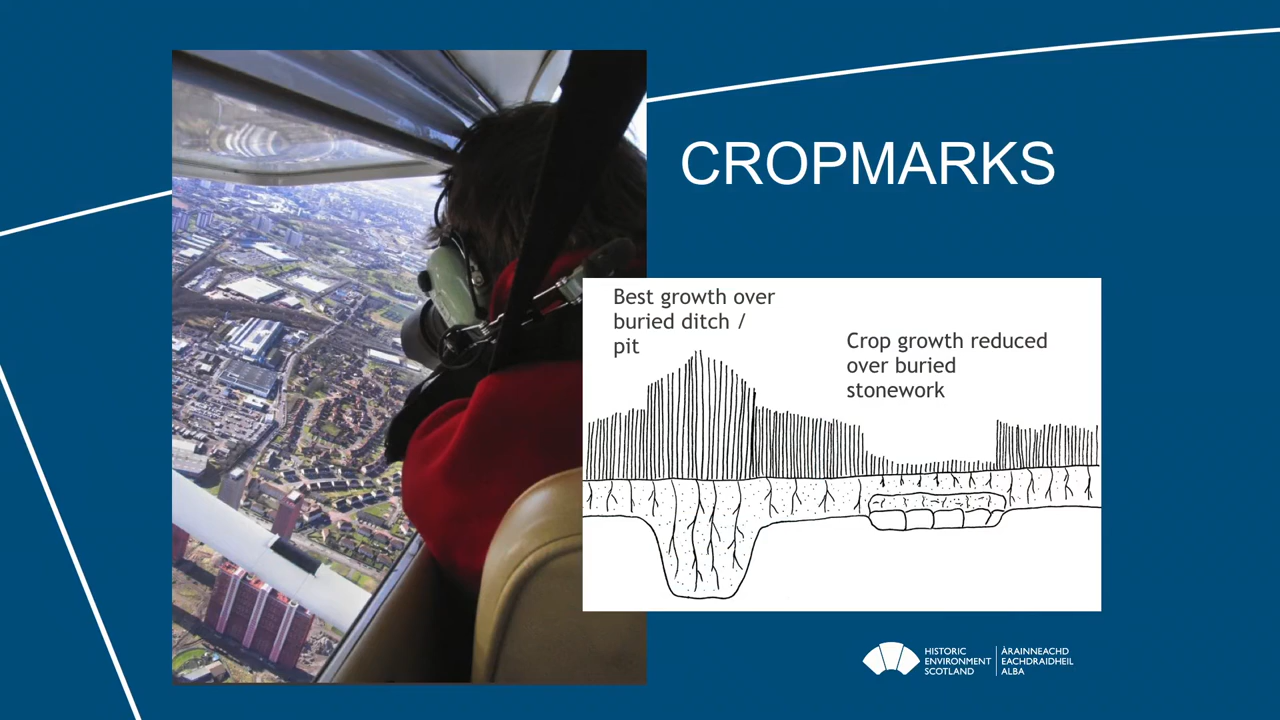 CROPMARKS
Best growth over
buried ditch /
pit
Crop growth reduced
over buried
stonework
HISTORIC
ENVIRONMENT
SCOTLAND
ÀRAINNEACHD
EACHDRAIDHEIL
ALBA